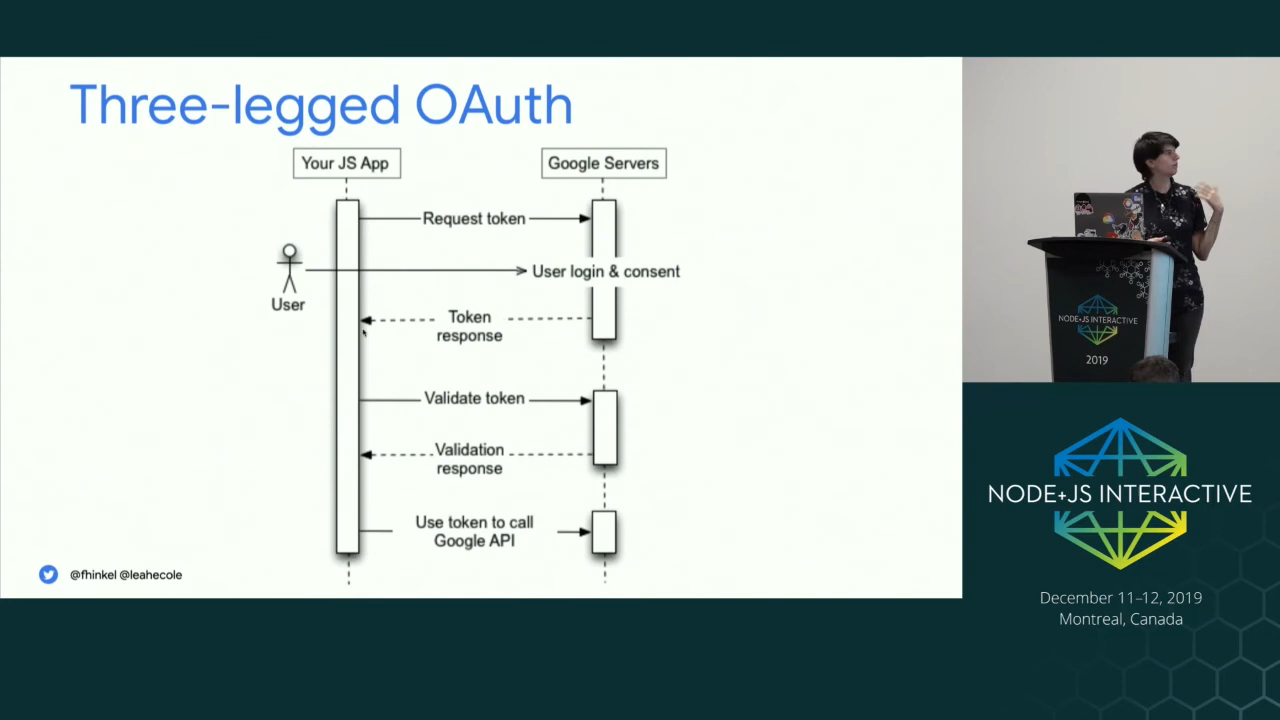 Three-legged OAuth
Your JS App
Google Servers
Request token
User login & consent
User
Token
response
Validate token
Validation
response
Use token to call
Google API
@fhinkel @leahecole
NODE+JS INTERACTIVE
2019
NODE+JS INTERACTIVE
December 11–12, 2019
Montreal, Canada